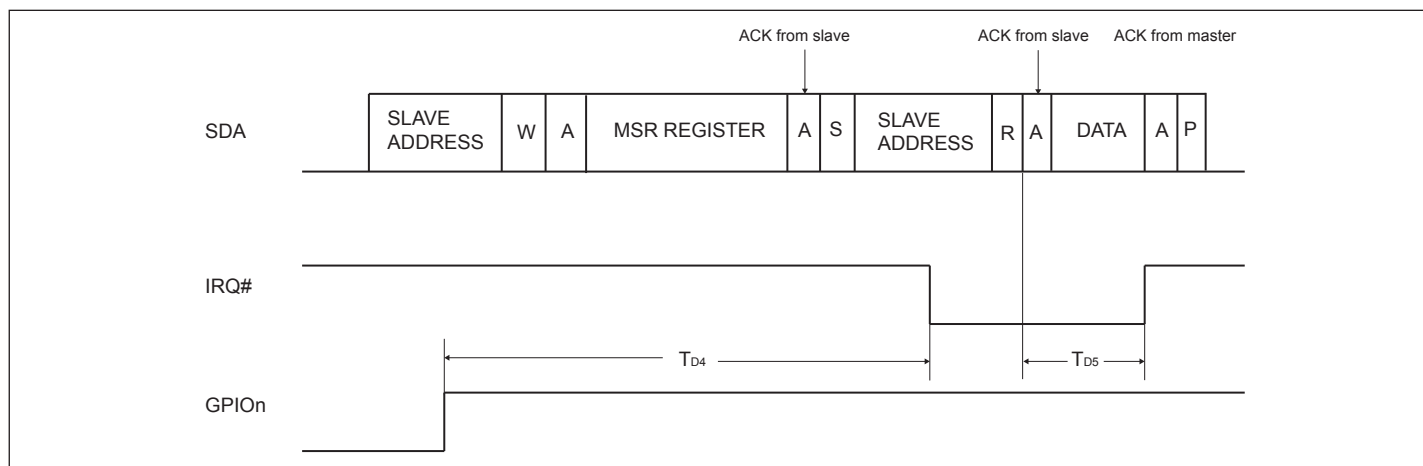 ACK from slave ACK from slave ACK from master
SDA SLAVE ADDRESS W A MSR REGISTER A S SLAVE ADDRESS R A DATA A P
IRQ#
TD4 TD5
GPIOn